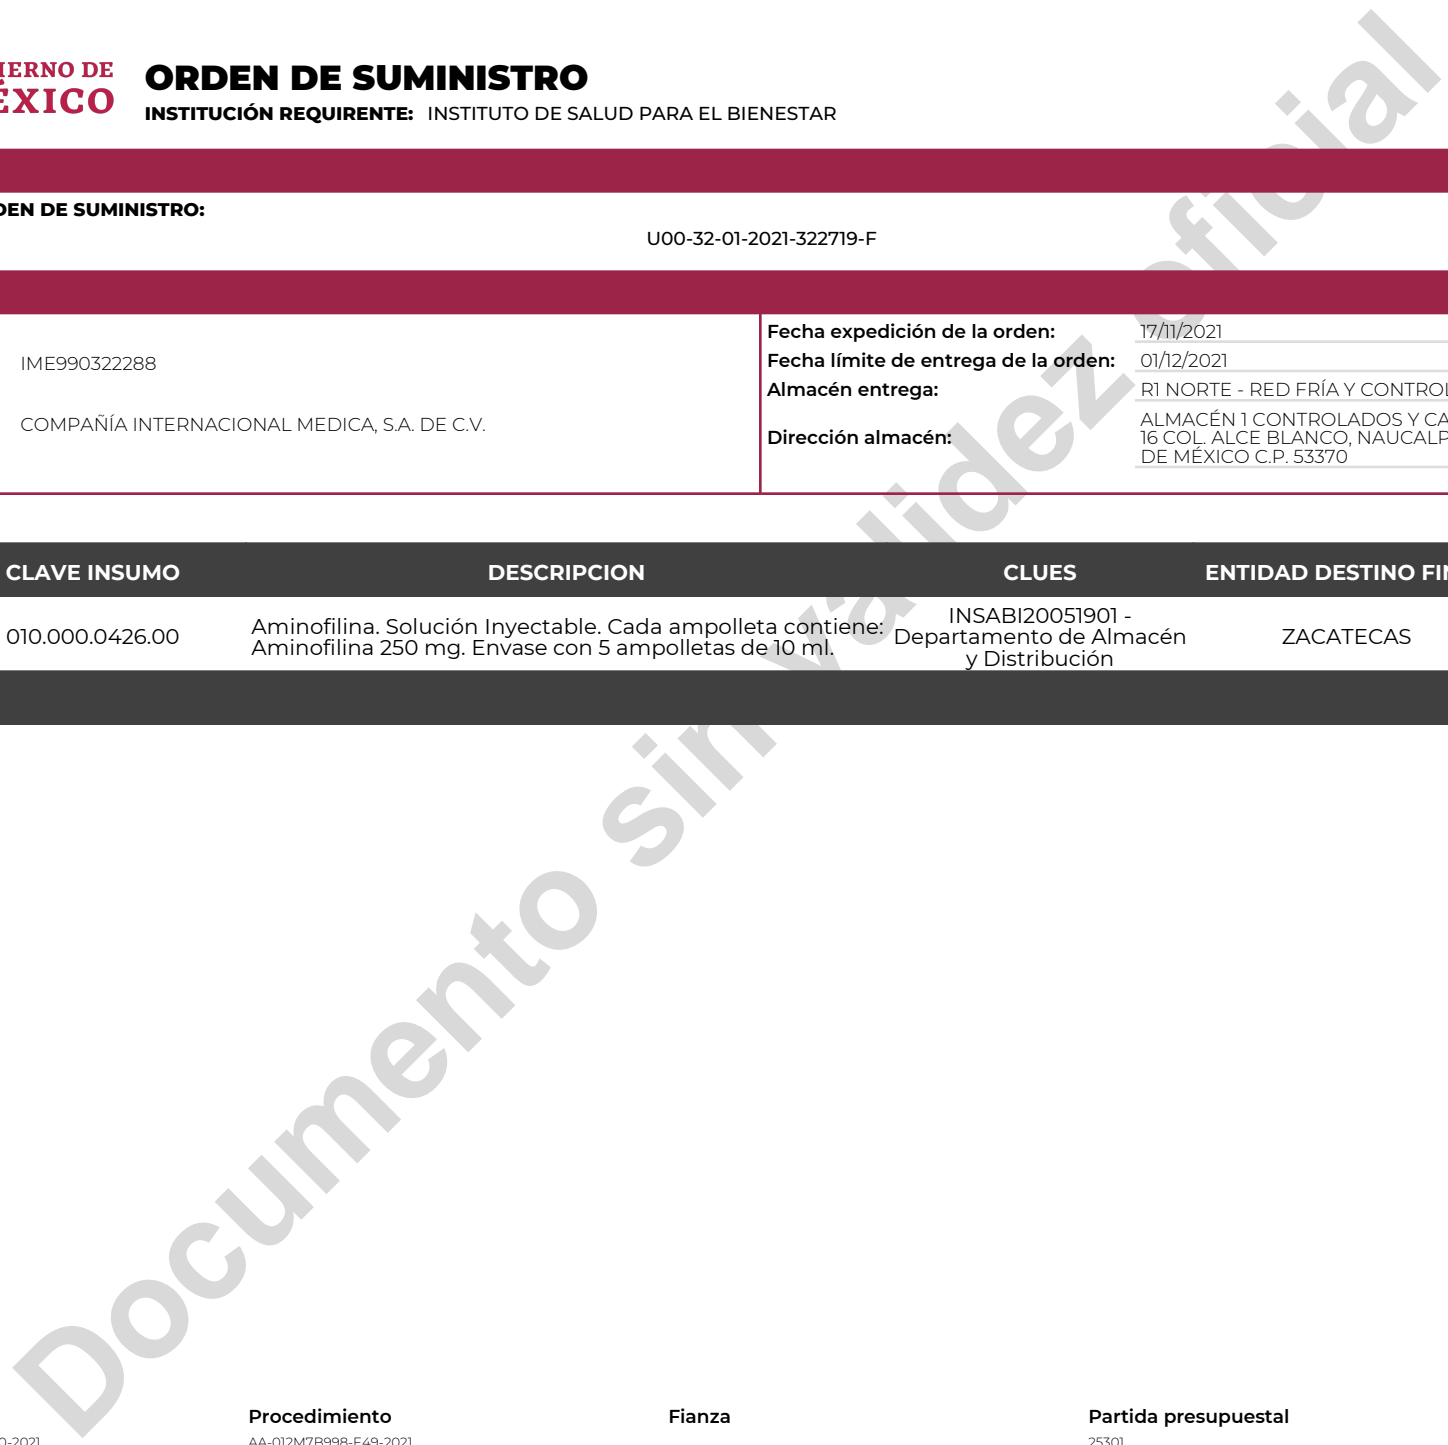 IERNO DE
ÉXICO
ORDEN DE SUMINISTRO
INSTITUCIÓN REQUIRENTE: INSTITUTO DE SALUD PARA EL BIENESTAR
DEN DE SUMINISTRO:
U00-32-01-2021-322719-F
IME990322288
COMPAÑÍA INTERNACIONAL MEDICA, S.A. DE C.V.
Fecha expedición de la orden: 17/11/2021
Fecha límite de entrega de la orden: 01/12/2021
Almacén entrega: R1 NORTE - RED FRÍA Y CONTROL
Dirección almacén: ALMACÉN 1 CONTROLADOS Y CA
16 COL. ALCE BLANCO, NAUCALP
DE MÉXICO C.P. 53370
CLAVE INSUMO DESCRIPCION CLUES ENTIDAD DESTINO FIN
010.000.0426.00
Aminofilina. Solución Inyectable. Cada ampolleta contiene:
Aminofilina 250 mg. Envase con 5 ampolletas de 10 ml.
INSABI20051901 -
Departamento de Almacén
y Distribución
ZACATECAS
Documento sin validez oficial
Procedimiento Fianza Partida presupuestal
0-2021 AA-012M7B998-E49-2021 25301